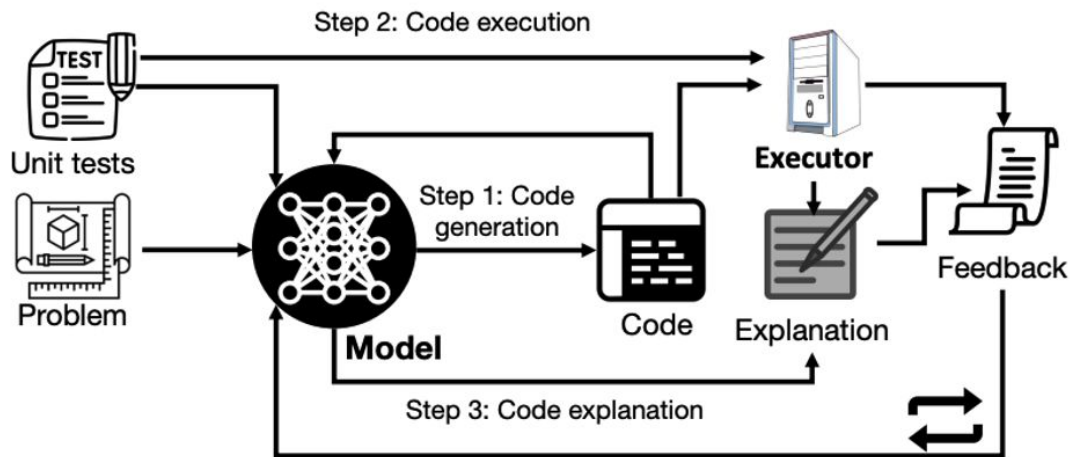 Step 2: Code execution
TEST
Unit tests
Executor
Step 1: Code
generation
Problem
Model
Code
Explanation
Feedback
Step 3: Code explanation